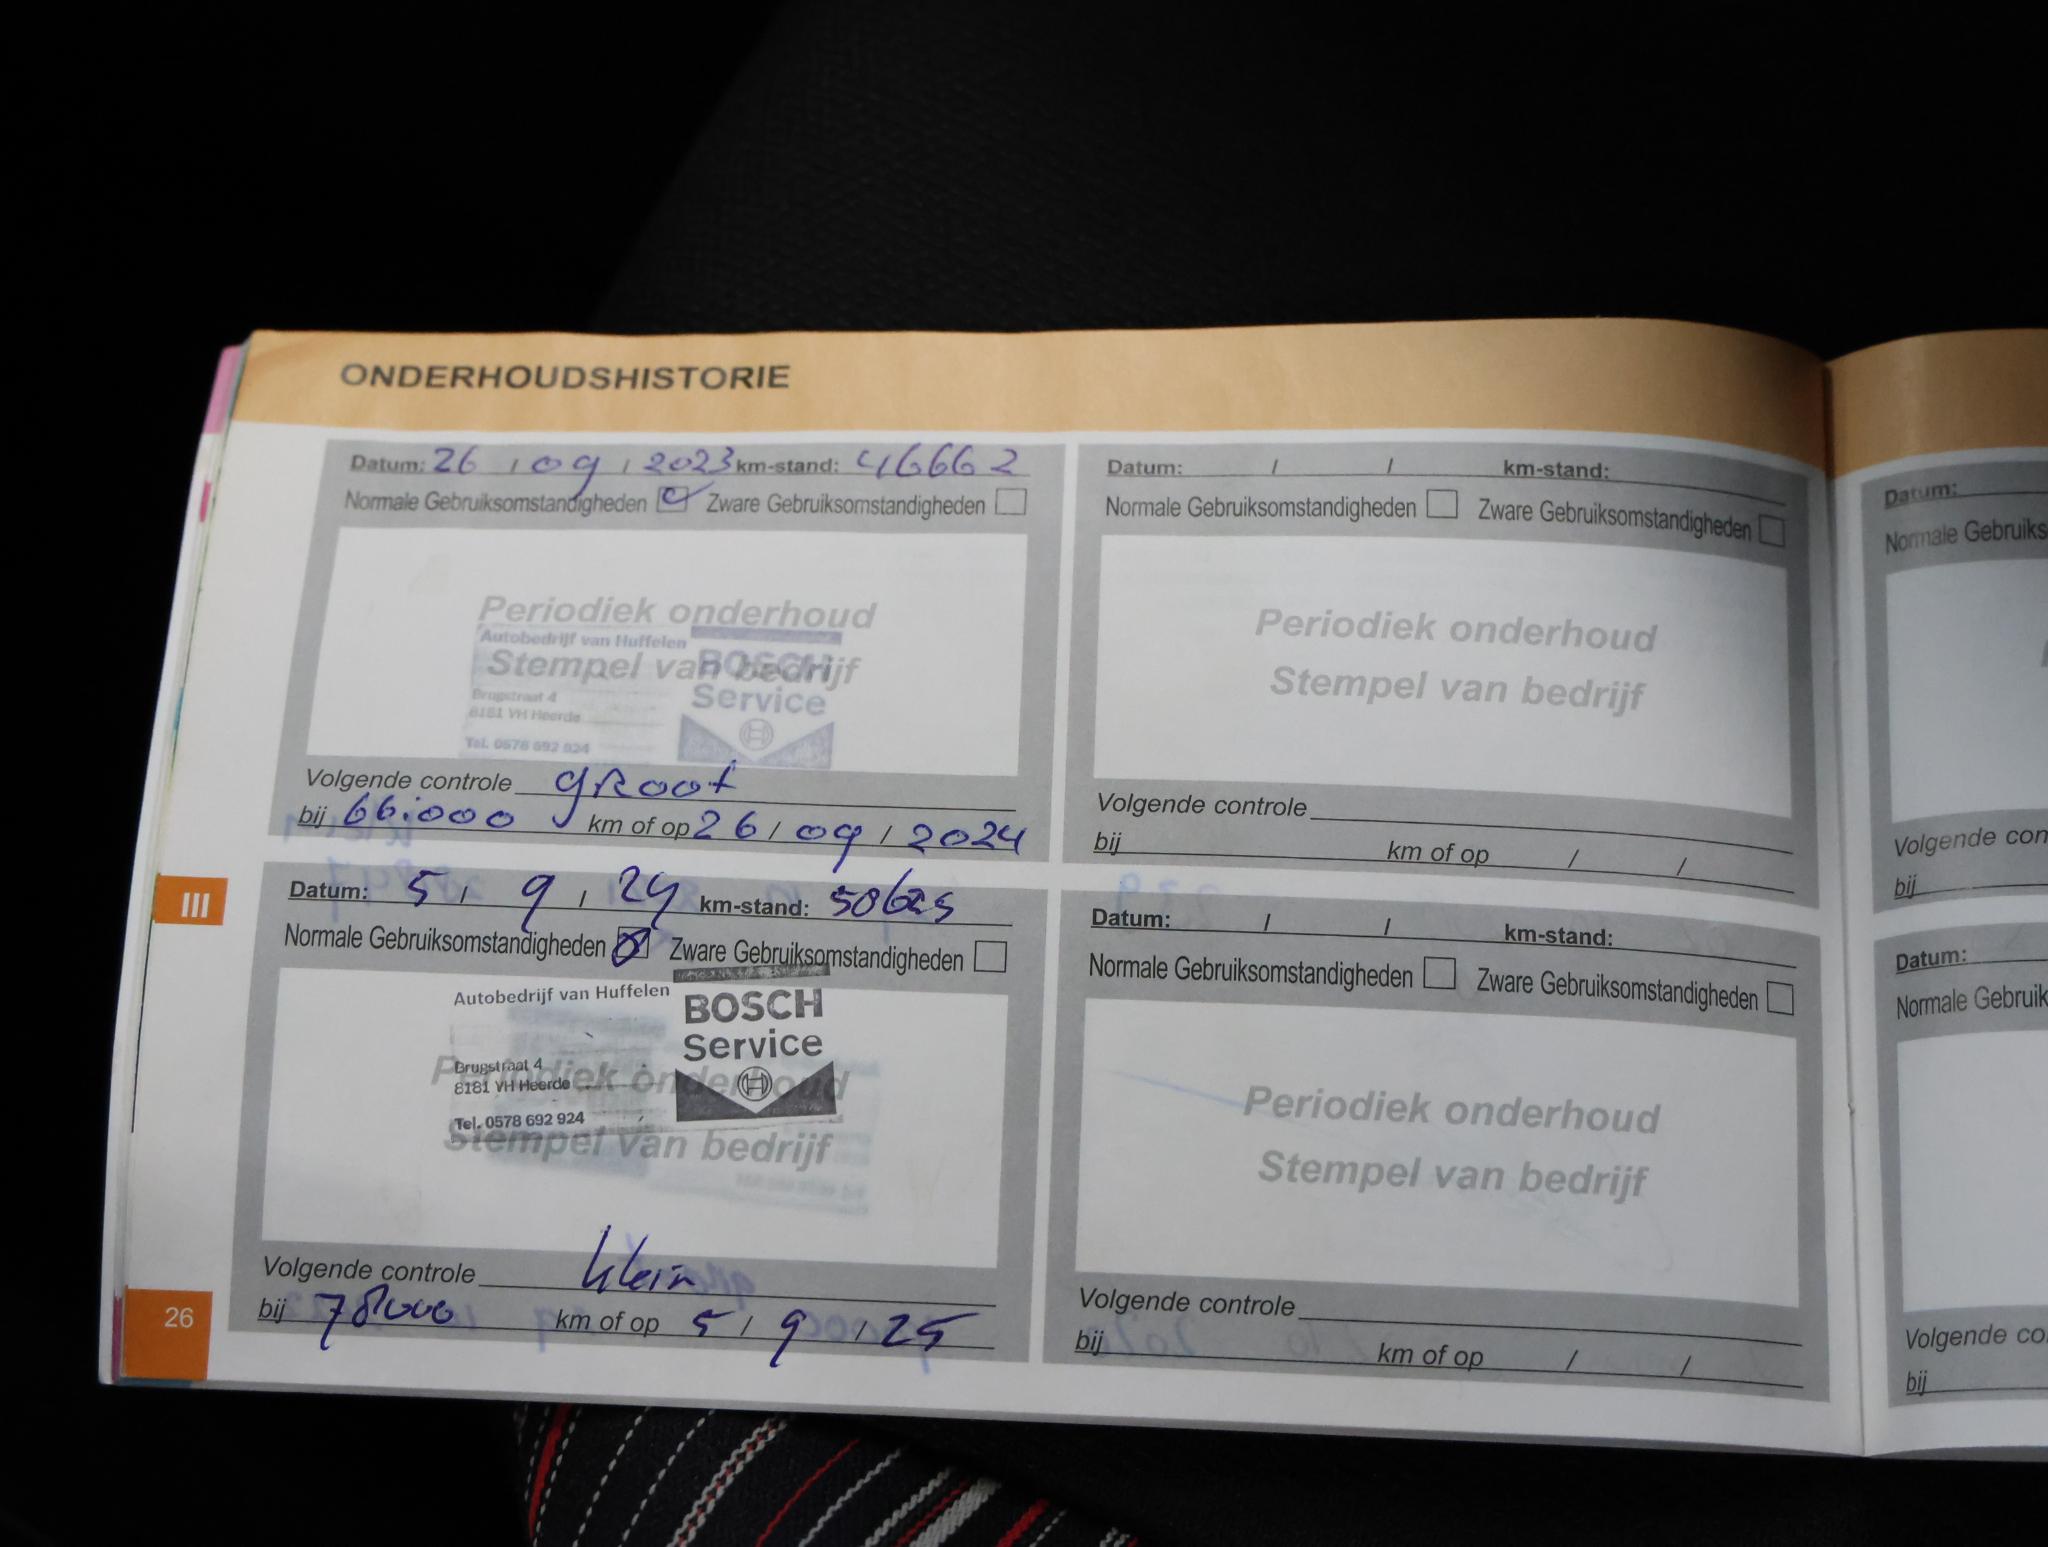 ONDERHOUDSHISTORIE
Datum: 26 / 09 / 2023 km-stand: 46662
Normale Gebruiksomstandigheden Zware Gebruiksomstandigheden
Periodiek onderhoud
Autobedrijf van Huffelen
Stempel van bedrijf
BOSCH
Service
Brugstraat 4
8181 VH Heerde
Tel. 0578 692 924
Volgende controle groot
bij 66.000 km of op 26 / 09 / 2024
Datum: / / km-stand:
Normale Gebruiksomstandigheden Zware Gebruiksomstandigheden
Periodiek onderhoud
Stempel van bedrijf
Volgende controle
bij km of op / /
III
Datum: 5 / 9 / 24 km-stand:
Normale Gebruiksomstandigheden Zware Gebruiksomstandigheden
Autobedrijf van Huffelen
BOSCH
Service
Brugstraat 4
8181 VH Heerde
Tel. 0578 692 924
Periodiek onderhoud
Stempel van bedrijf
Volgende controle klein
bij 78000 km of op 5 / 9 / 25
26
Datum: / / km-stand:
Normale Gebruiksomstandigheden Zware Gebruiksomstandigheden
Periodiek onderhoud
Stempel van bedrijf
Volgende controle
bij km of op / /
Datum:
Normale Gebruiks
Volgende con
bij
Datum:
Normale Gebruik
Volgende co
bij